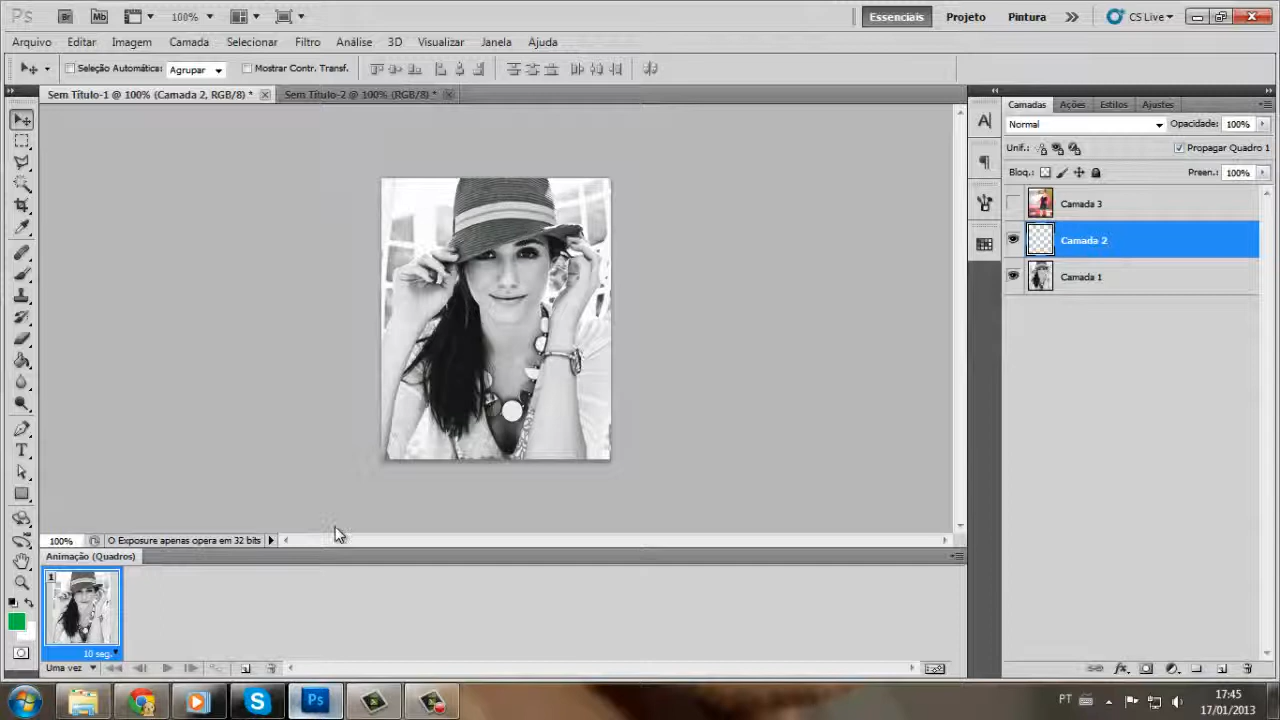 Ps Br Mb 100% Essenciais Projeto Pintura CS Live
Arquivo Editar Imagem Camada Selecionar Filtro Análise 3D Visualizar Janela Ajuda
Seleção Automática: Agrupar Mostrar Contr. Transf.
Sem Título-1 @ 100% (Camada 2, RGB/8) * Sem Título-2 @ 100% (RGB/8) *
Camadas Ações Estilos Ajustes
Normal Opacidade: 100%
Unif.: Propagar Quadro 1
Bloq.: Preen.: 100%
Camada 3
Camada 2
Camada 1
100% Exposure apenas opera em 32 bits
Animação (Quadros)
1
10 seg.
Uma vez
PT 17:45
17/01/2013